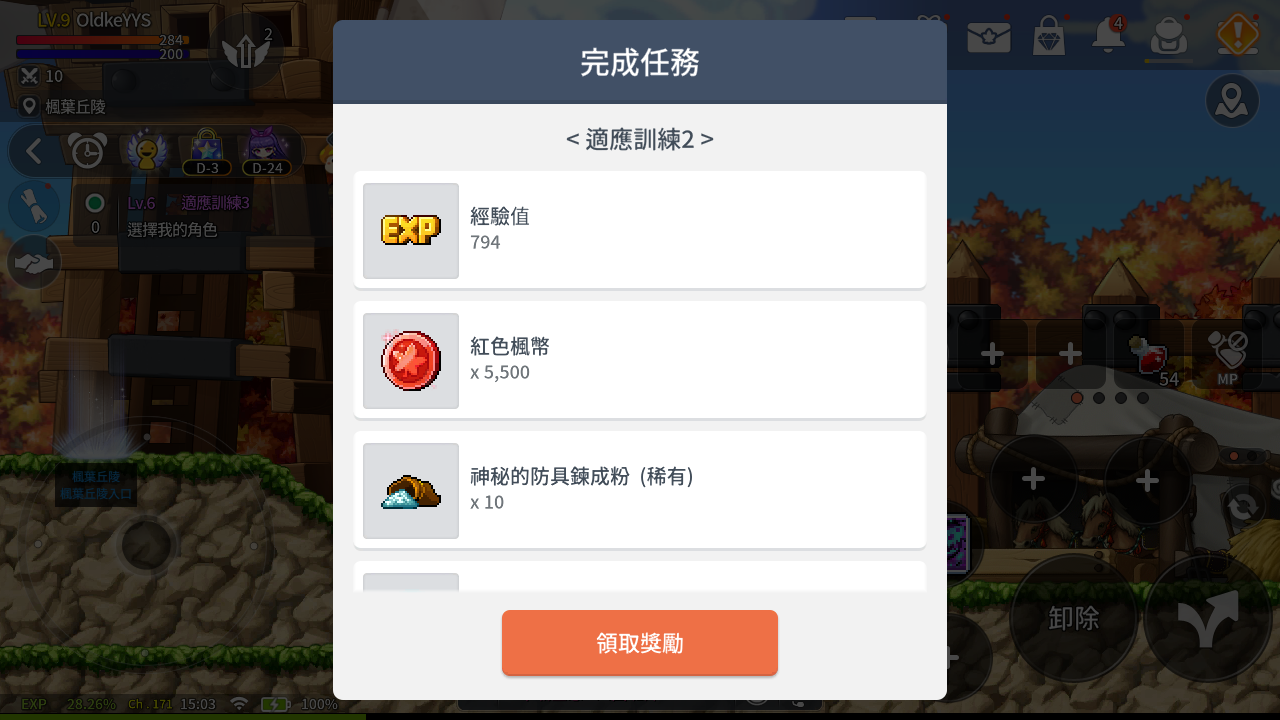 LV.9 OldkeYYS
284
200
2
10
楓葉丘陵
D-3
D-24
Lv.6 適應訓練3
0
選擇我的角色
楓葉丘陵
楓葉丘陵入口
EXP 28.26% Ch.171 15:03 100%
完成任務
< 適應訓練2 >
EXP
經驗值
794
紅色楓幣
x 5,500
神秘的防具鍊成粉 (稀有)
x 10
領取獎勵
4
54
MP
卸除